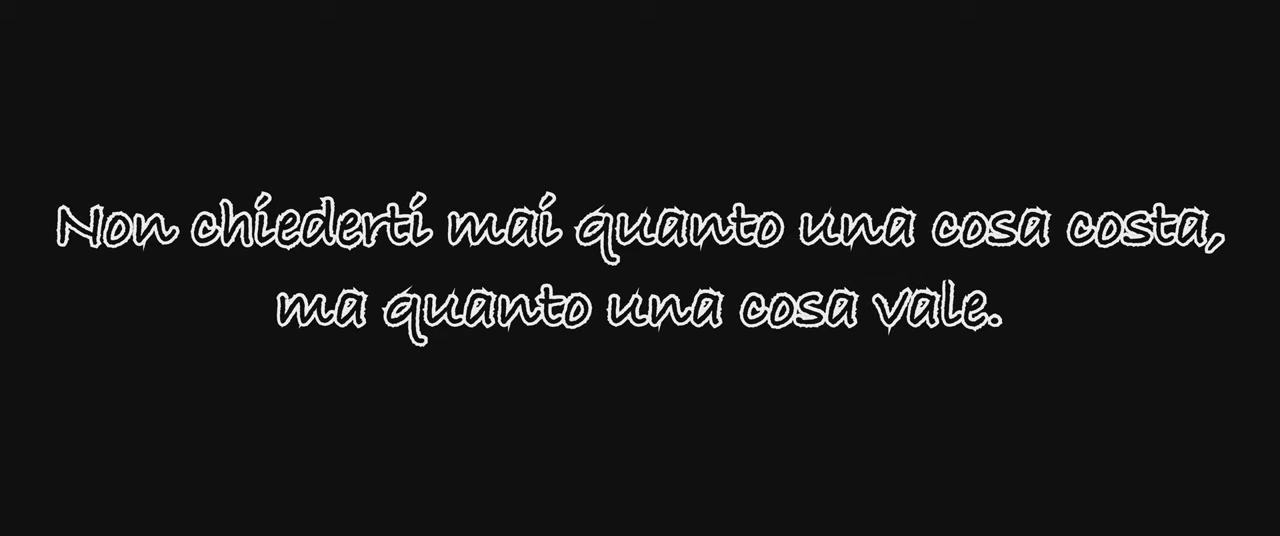 Non chiederti mai quanto una cosa costa,
ma quanto una cosa vale.